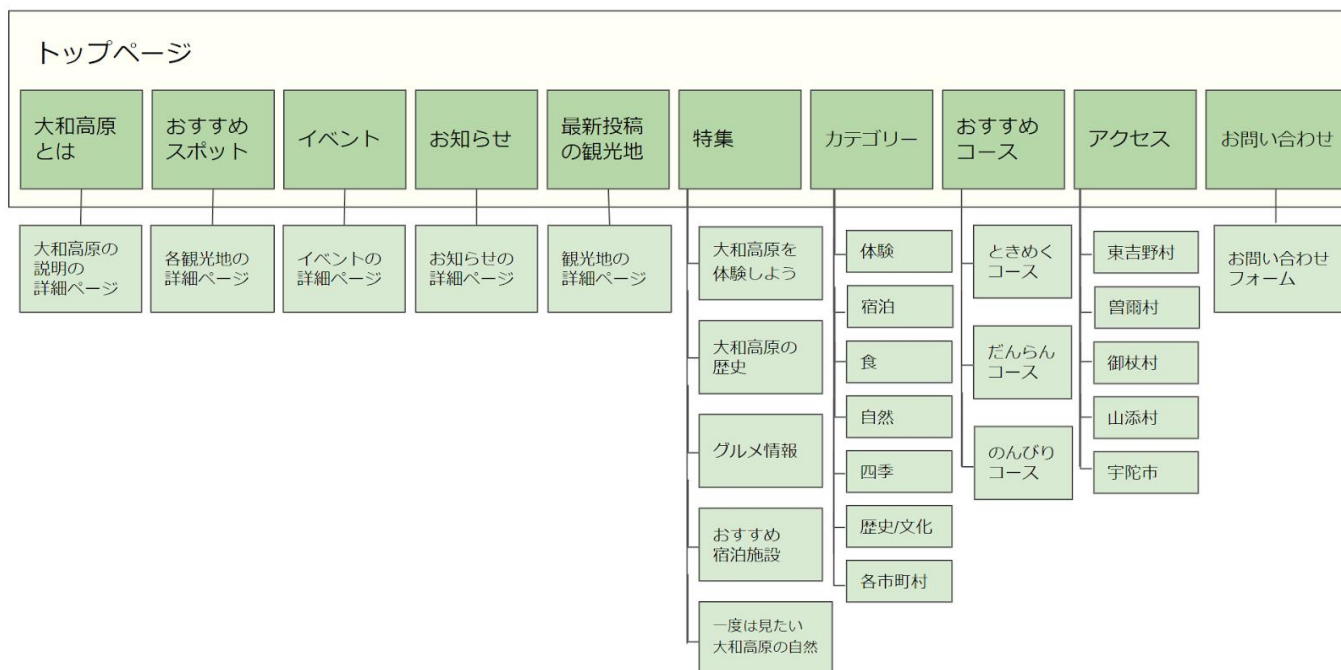 トップページ
大和高原
とは
おすすめ
スポット
イベント
お知らせ
最新投稿
の観光地
特集
カテゴリー
おすすめ
コース
アクセス
お問い合わせ
大和高原の
説明の
詳細ページ
各観光地の
詳細ページ
イベントの
詳細ページ
お知らせの
詳細ページ
観光地の
詳細ページ
大和高原を
体験しよう
大和高原の
歴史
グルメ情報
おすすめ
宿泊施設
一度は見たい
大和高原の自然
体験
宿泊
食
自然
四季
歴史/文化
各市町村
ときめく
コース
だんらん
コース
のんびり
コース
東吉野村
曽爾村
御杖村
山添村
宇陀市
お問い合わせ
フォーム